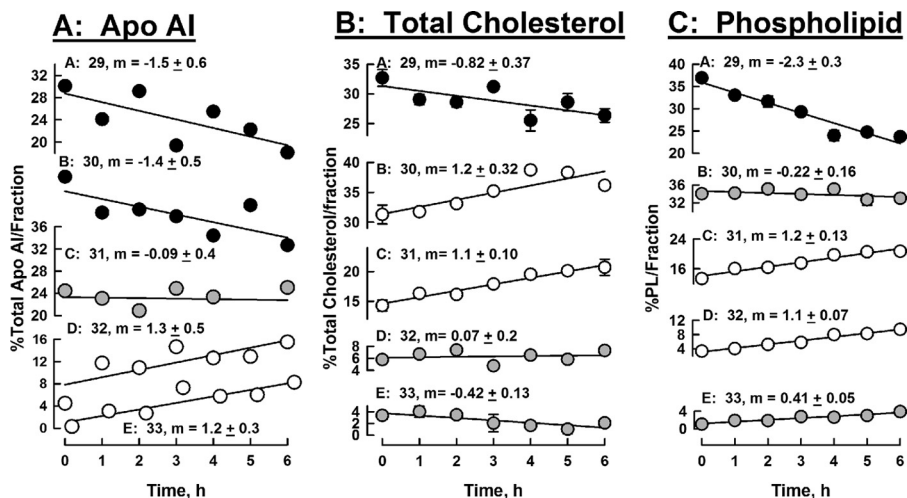 A: Apo AI
%Total Apo AI/Fraction
A: 29, m = -1.5 ± 0.6
32
28
24
20
B: 30, m = -1.4 ± 0.5
36
C: 31, m = -0.09 ± 0.4
28
24
20
D: 32, m = 1.3 ± 0.5
16
12
8
4
0
E: 33, m = 1.2 ± 0.3
0 1 2 3 4 5 6
Time, h
B: Total Cholesterol
%Total Cholesterol/fraction
A: 29, m= -0.82 ± 0.37
35
30
25
B: 30, m= 1.2 ± 0.32
40
35
30
C: 31, m= 1.1 ± 0.10
20
15
D: 32, m= 0.07 ± 0.2
8
6
4
E: 33, m= -0.42 ± 0.13
4
2
0
0 1 2 3 4 5 6
Time, h
C: Phospholipid
%PL/Fraction
A: 29, m = -2.3 ± 0.3
40
35
30
25
20
B: 30, m= -0.22 ± 0.16
36
32
C: 31, m= 1.2 ± 0.13
24
16
D: 32, m= 1.1 ± 0.07
12
8
4
E: 33, m= 0.41 ± 0.05
4
0
0 1 2 3 4 5 6
Time, h